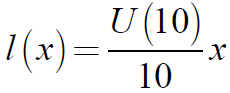 l(x) = U(10)/10 x